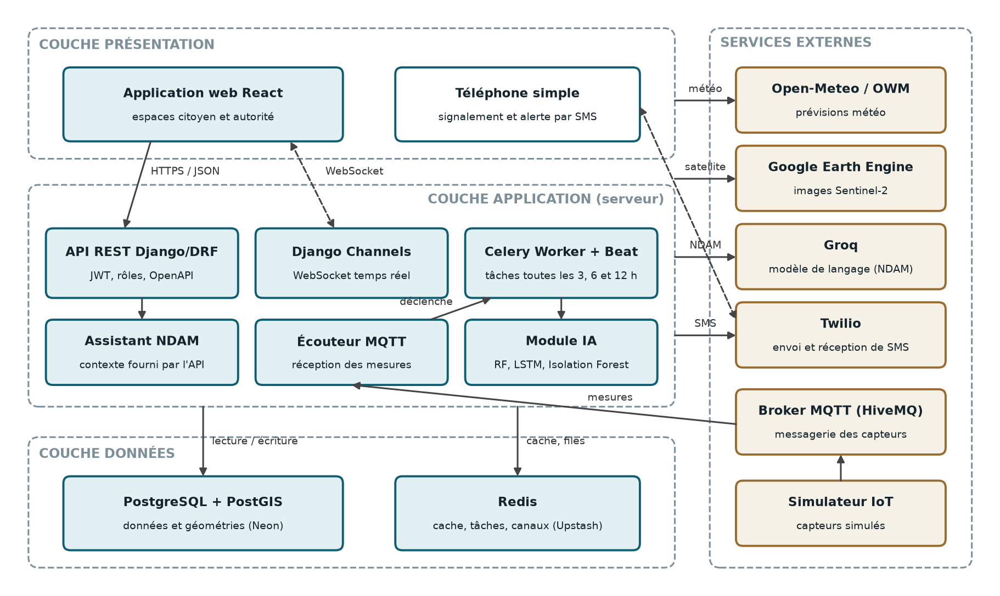 COUCHE PRÉSENTATION
Application web React
espaces citoyen et autorité
Téléphone simple
signalement et alerte par SMS
HTTPS / JSON
WebSocket
COUCHE APPLICATION (serveur)
API REST Django/DRF
JWT, rôles, OpenAPI
Django Channels
WebSocket temps réel
Celery Worker + Beat
tâches toutes les 3, 6 et 12 h
déclenche
Assistant NDAM
contexte fourni par l'API
Écouteur MQTT
réception des mesures
Module IA
RF, LSTM, Isolation Forest
mesures
lecture / écriture
cache, files
COUCHE DONNÉES
PostgreSQL + PostGIS
données et géométries (Neon)
Redis
cache, tâches, canaux (Upstash)
météo
satellite
NDAM
SMS
SERVICES EXTERNES
Open-Meteo / OWM
prévisions météo
Google Earth Engine
images Sentinel-2
Groq
modèle de langage (NDAM)
Twilio
envoi et réception de SMS
Broker MQTT (HiveMQ)
messagerie des capteurs
Simulateur IoT
capteurs simulés